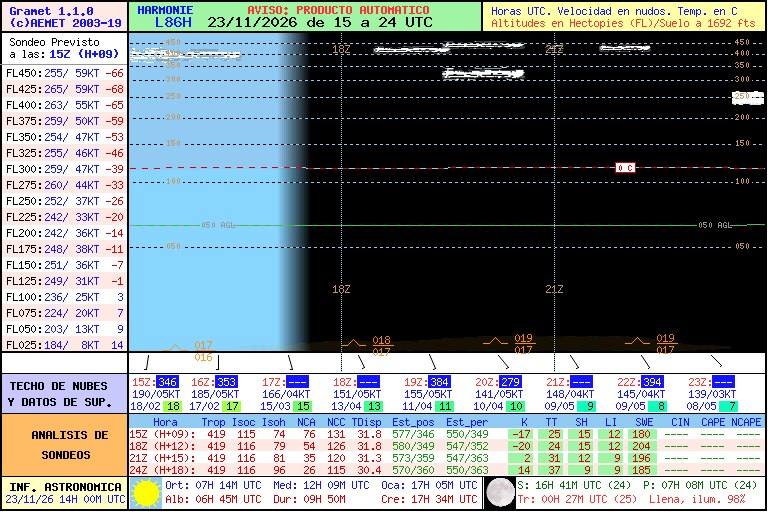 Gramet 1.1.0
(c)AEMET 2003-19
HARMONIE
L86H
AVISO: PRODUCTO AUTOMATICO
23/11/2026 de 15 a 24 UTC
Horas UTC. Velocidad en nudos. Temp. en C
Altitudes en Hectopies (FL)/Suelo a 1692 fts
Sondeo Previsto
a las: 15Z (H+09)
FL450:255/ 59KT -66
FL425:265/ 59KT -68
FL400:263/ 55KT -65
FL375:259/ 50KT -59
FL350:254/ 47KT -53
FL325:255/ 46KT -46
FL300:259/ 47KT -39
FL275:260/ 44KT -33
FL250:252/ 37KT -26
FL225:242/ 33KT -20
FL200:242/ 36KT -14
FL175:248/ 38KT -11
FL150:251/ 36KT -7
FL125:249/ 31KT -1
FL100:236/ 25KT 3
FL075:224/ 20KT 7
FL050:203/ 13KT 9
FL025:184/ 8KT 14
450 18Z 21Z 450
400 400
350 350
300 300
250 250
200 200
150 150
0 C
100 100
050 AGL 050 AGL
050 050
18Z 21Z
017 018 019 019
016 017 017 017
TECHO DE NUBES
Y DATOS DE SUP.
15Z: 346 16Z: 353 17Z: --- 18Z: --- 19Z: 384 20Z: 279 21Z: --- 22Z: 394 23Z: ---
190/05KT 185/05KT 166/04KT 151/05KT 155/05KT 141/05KT 148/04KT 145/04KT 139/03KT
18/02 18 17/02 17 15/03 15 13/05 13 11/04 11 10/04 10 09/05 9 09/05 8 08/05 7
ANALISIS DE
SONDEOS
Hora Trop Isoc Isoh NCA NCC TDisp Est_pos Est_per K TT SH LI SWE CIN CAPE NCAPE
15Z (H+09): 419 115 74 76 131 31.8 577/346 550/349 -17 25 15 12 180 ---- ---- ----
18Z (H+12): 419 116 79 54 126 31.8 580/349 547/352 -20 24 15 12 204 ---- ---- ----
21Z (H+15): 419 116 81 35 120 31.3 573/359 547/363 2 31 12 12 196 ---- ---- ----
24Z (H+18): 419 116 84 26 115 30.4 570/360 550/363 14 37 9 12 185 ---- ---- ----
INF. ASTRONOMICA
23/11/26 14H 00M UTC
Ort: 07H 14M UTC Med: 12H 09M UTC Oca: 17H 05M UTC
Alb: 06H 45M UTC Dur: 09H 50M Cre: 17H 34M UTC
S: 16H 41M UTC (24) P: 07H 08M UTC (24)
Tr: 00H 27M UTC (25) Llena, ilum. 98%